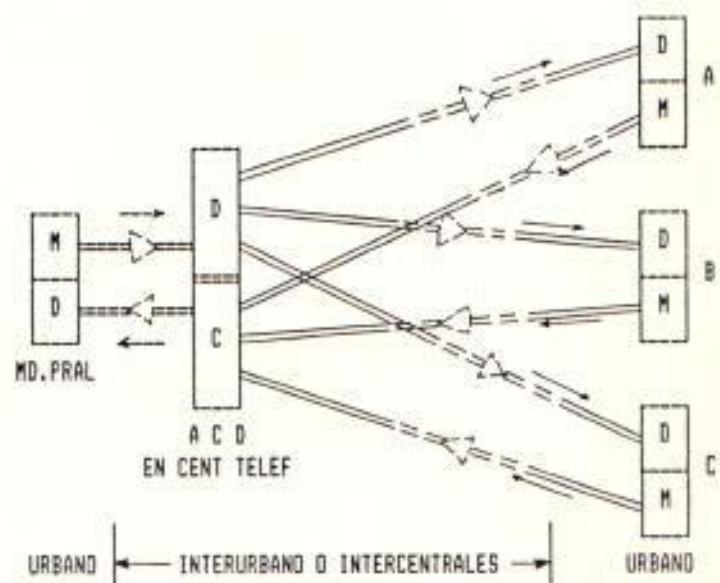 D
A
M
D
M
D
D
B
D
C
M
MD.PRAL
D
A C D
C
EN CENT TELEF
M
URBANO
INTERURBANO O INTERCENTRALES
URBANO